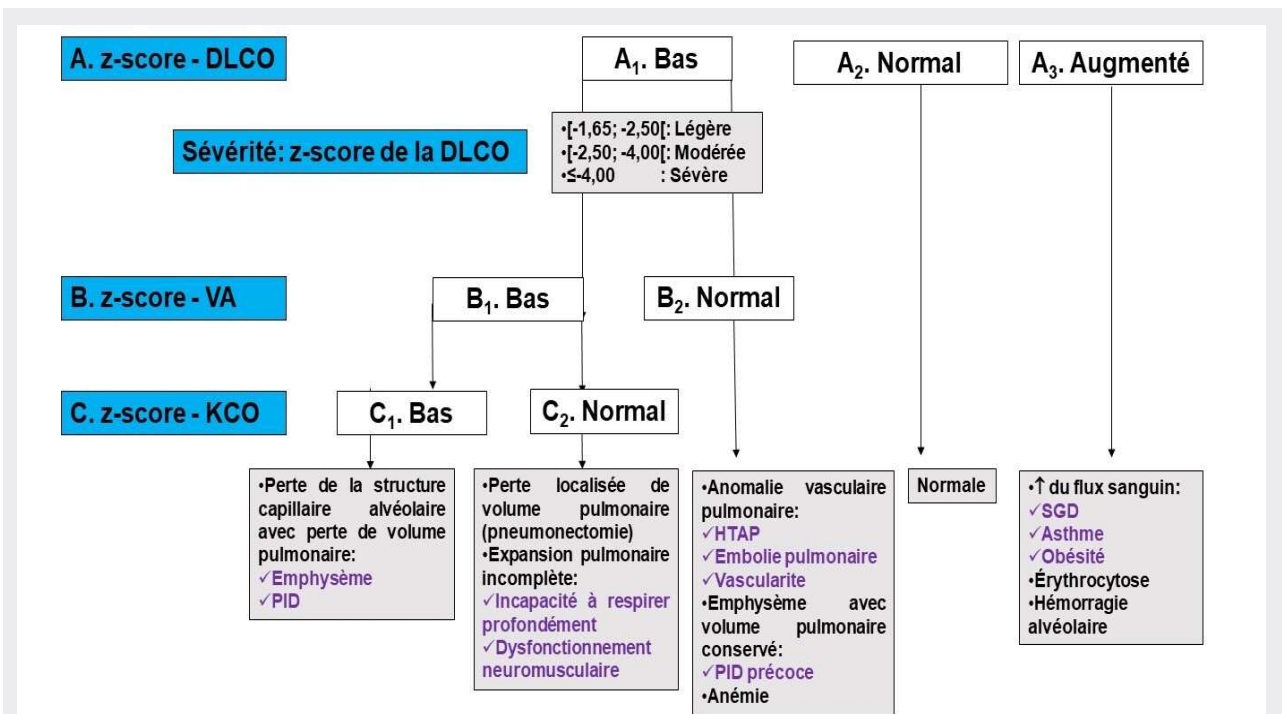 A. z-score - DLCO
A₁. Bas
A₂. Normal
A₃. Augmenté
Sévérité: z-score de la DLCO
•[-1,65; -2,50[: Légère
•[-2,50; -4,00[: Modérée
•≤-4,00 : Sévère
B. z-score - VA
B₁. Bas
B₂. Normal
C. z-score - KCO
C₁. Bas
C₂. Normal
•Perte de la structure
capillaire alvéolaire
avec perte de volume
pulmonaire:
✓Emphysème
✓PID
•Perte localisée de
volume pulmonaire
(pneumonectomie)
•Expansion pulmonaire
incomplète:
✓Incapacité à respirer
profondément
✓Dysfonctionnement
neuromusculaire
•Anomalie vasculaire
pulmonaire:
✓HTAP
✓Embolie pulmonaire
✓Vascularite
•Emphysème avec
volume pulmonaire
conservé:
✓PID précoce
•Anémie
Normale
•↑ du flux sanguin:
✓SGD
✓Asthme
✓Obésité
•Érythrocytose
•Hémorragie
alvéolaire